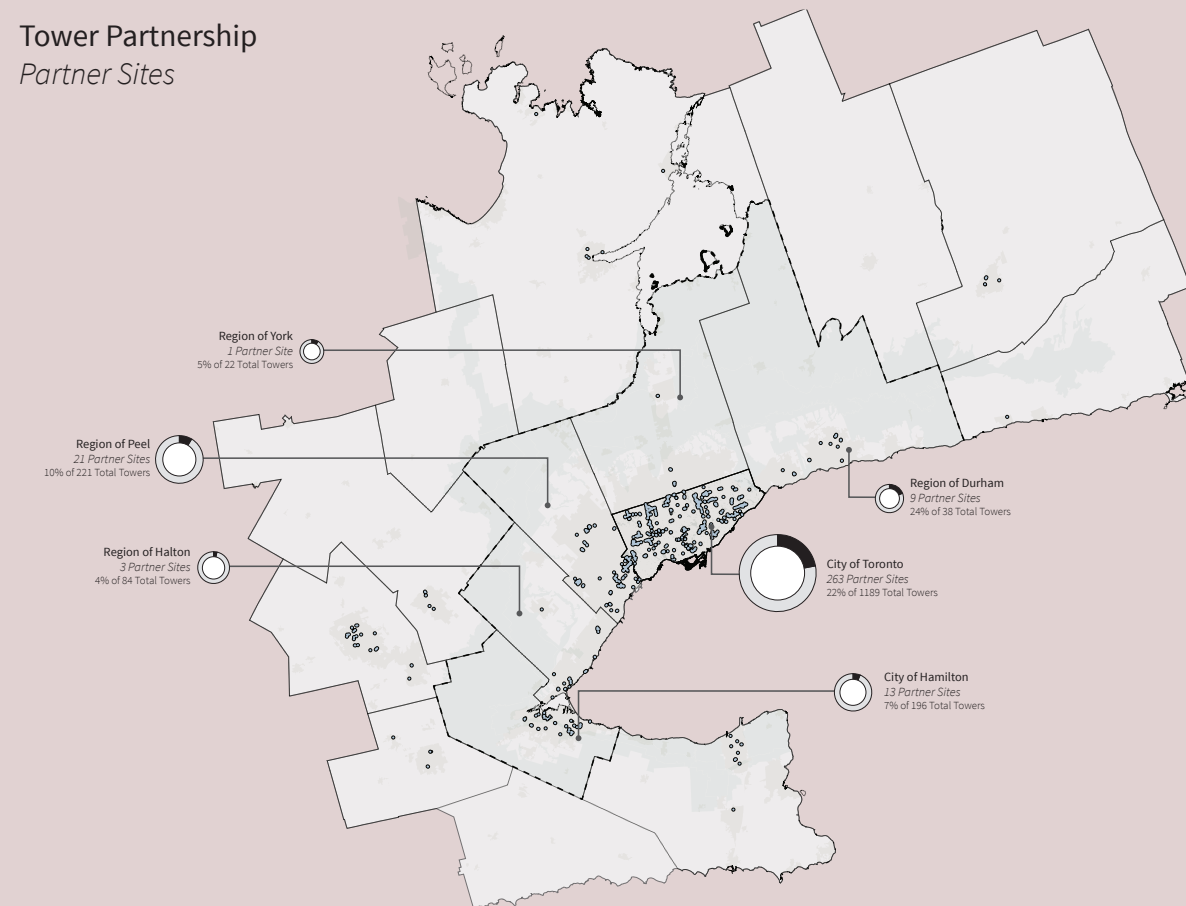 Tower Partnership
Partner Sites
Region of York
1 Partner Site
5% of 22 Total Towers
Region of Peel
21 Partner Sites
10% of 221 Total Towers
Region of Durham
9 Partner Sites
24% of 38 Total Towers
Region of Halton
3 Partner Sites
4% of 84 Total Towers
City of Toronto
263 Partner Sites
22% of 1189 Total Towers
City of Hamilton
13 Partner Sites
7% of 196 Total Towers